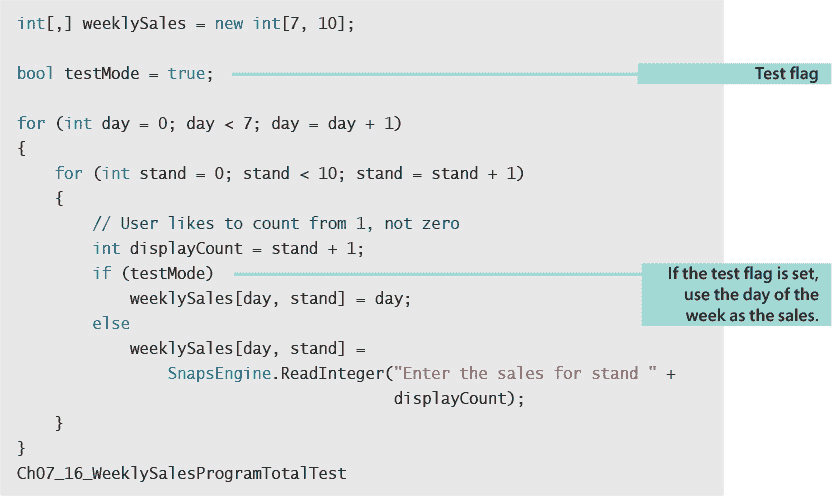 int[,] weeklySales = new int[7, 10];
bool testMode = true;
Test flag
for (int day = 0; day < 7; day = day + 1)
{
for (int stand = 0; stand < 10; stand = stand + 1)
{
// User likes to count from 1, not zero
int displayCount = stand + 1;
if (testMode)
If the test flag is set,
use the day of the
week as the sales.
weeklySales[day, stand] = day;
else
weeklySales[day, stand] =
SnapsEngine.ReadInteger("Enter the sales for stand " +
displayCount);
}
}
Ch07_16_WeeklySalesProgramTotalTest